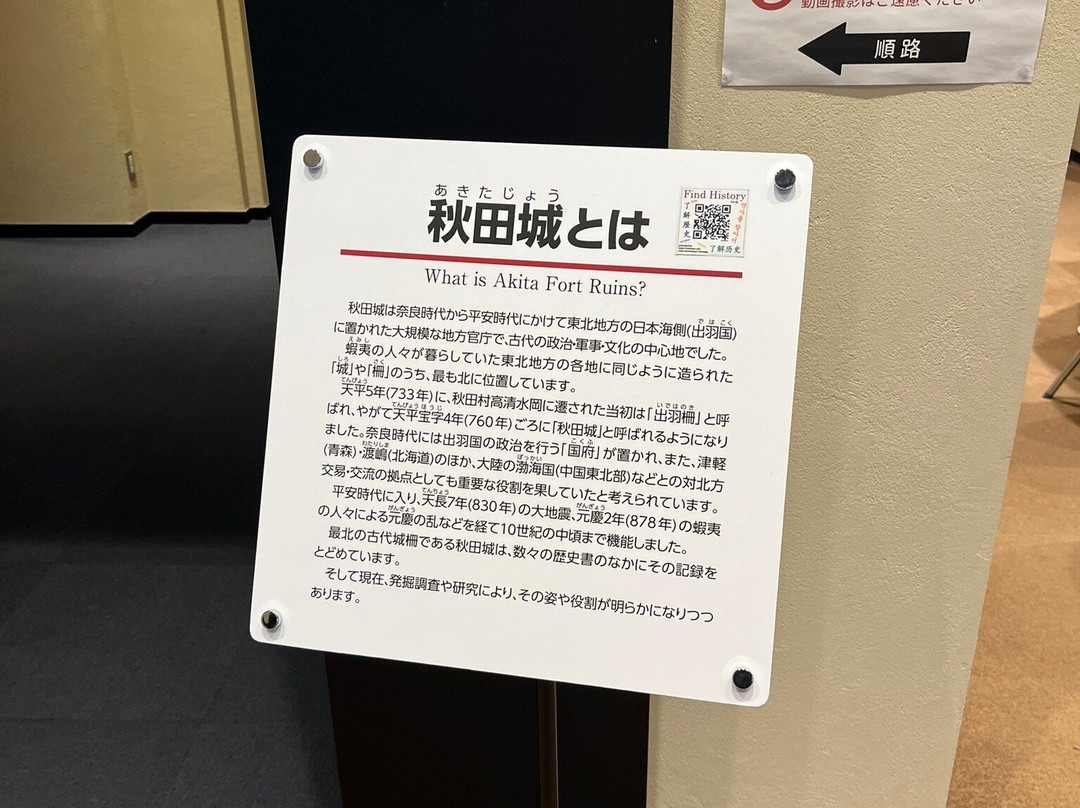 動画撮影はご遠慮ください
順路
あきたじょう
秋田城とは
Find History
了解歴史
了解历史
What is Akita Fort Ruins?
秋田城は奈良時代から平安時代にかけて東北地方の日本海側(出羽国)
に置かれた大規模な地方官庁で、古代の政治・軍事・文化の中心地でした。
蝦夷の人々が暮らしていた東北地方の各地に同じように造られた
「城」や「柵」のうち、最も北に位置しています。
天平5年(733年)に、秋田村高清水岡に遷された当初は「出羽柵」と呼
ばれ、やがて天平宝字4年(760年)ごろに「秋田城」と呼ばれるようになり
ました。奈良時代には出羽国の政治を行う「国府」が置かれ、また、津軽
(青森)・渡嶋(北海道)のほか、大陸の渤海国(中国東北部)などとの対北方
交易・交流の拠点としても重要な役割を果していたと考えられています。
平安時代に入り、天長7年(830年)の大地震、元慶2年(878年)の蝦夷
の人々による元慶の乱などを経て10世紀の中頃まで機能しました。
最北の古代城柵である秋田城は、数々の歴史書のなかにその記録を
とどめています。
そして現在、発掘調査や研究により、その姿や役割が明らかになりつつ
あります。